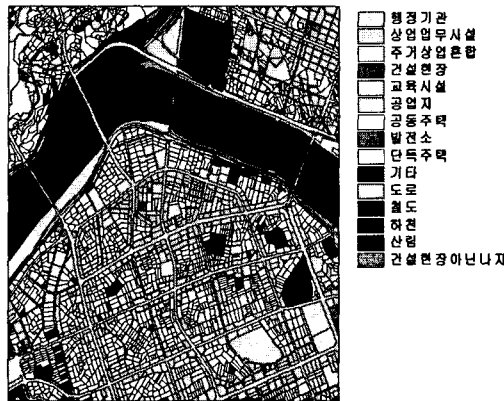 행정기관
상업업무시설
주거상업혼합
건설현장
교육시설
공업지
공동주택
발전소
단독주택
기타
도로
철도
하천
산림
건설현장아닌나지